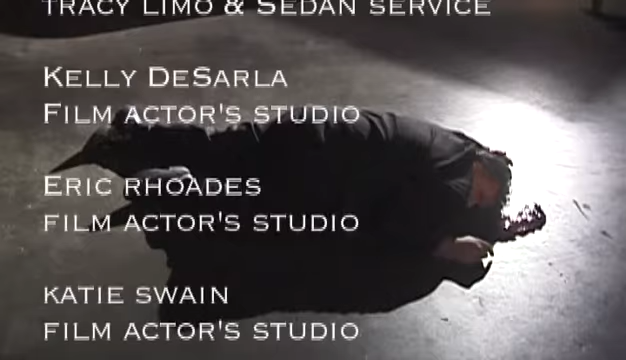 TRACY LIMO & SEDAN SERVICE
KELLY DESARLA
FILM ACTOR'S STUDIO
ERIC RHOADES
FILM ACTOR'S STUDIO
KATIE SWAIN
FILM ACTOR'S STUDIO